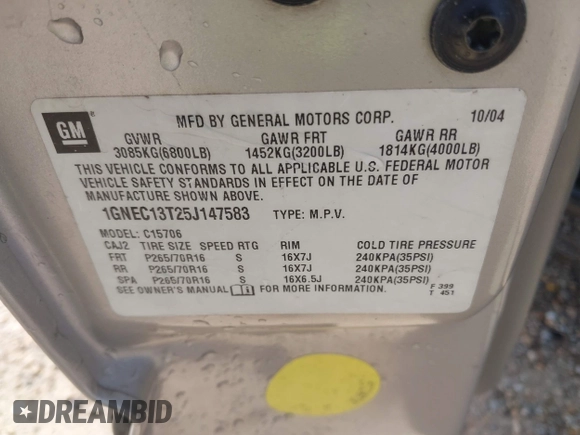 GM
MFD BY GENERAL MOTORS CORP. 10/04
GVWR GAWR FRT GAWR RR
3085KG(6800LB) 1452KG(3200LB) 1814KG(4000LB)
THIS VEHICLE CONFORMS TO ALL APPLICABLE U.S. FEDERAL MOTOR
VEHICLE SAFETY STANDARDS IN EFFECT ON THE DATE OF
MANUFACTURE SHOWN ABOVE.
1GNEC13T25J147583 TYPE: M.P.V.
MODEL: C15706
CAJ2 TIRE SIZE SPEED RTG RIM COLD TIRE PRESSURE
FRT P265/70R16 S 16X7J 240KPA(35PSI)
RR P265/70R16 S 16X7J 240KPA(35PSI)
SPA P265/70R16 S 16X6.5J 240KPA(35PSI)
SEE OWNER'S MANUAL FOR MORE INFORMATION.
F 399
T 451
DREAMBID